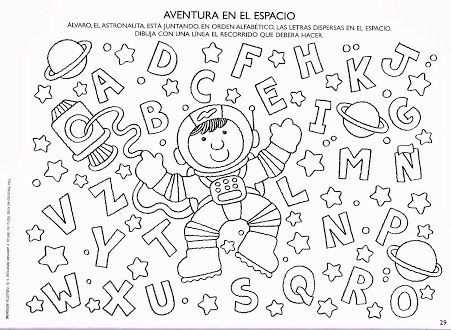 AVENTURA EN EL ESPACIO
ÁLVARO, EL ASTRONAUTA, ESTÁ JUNTANDO, EN ORDEN ALFABÉTICO, LAS LETRAS DISPERSAS EN EL ESPACIO.
DIBUJA CON UNA LÍNEA EL RECORRIDO QUE DEBERÁ HACER.
A D F H K J
B C E I G
L M N
V Z Y T Ñ P
W X U S Q R O
29